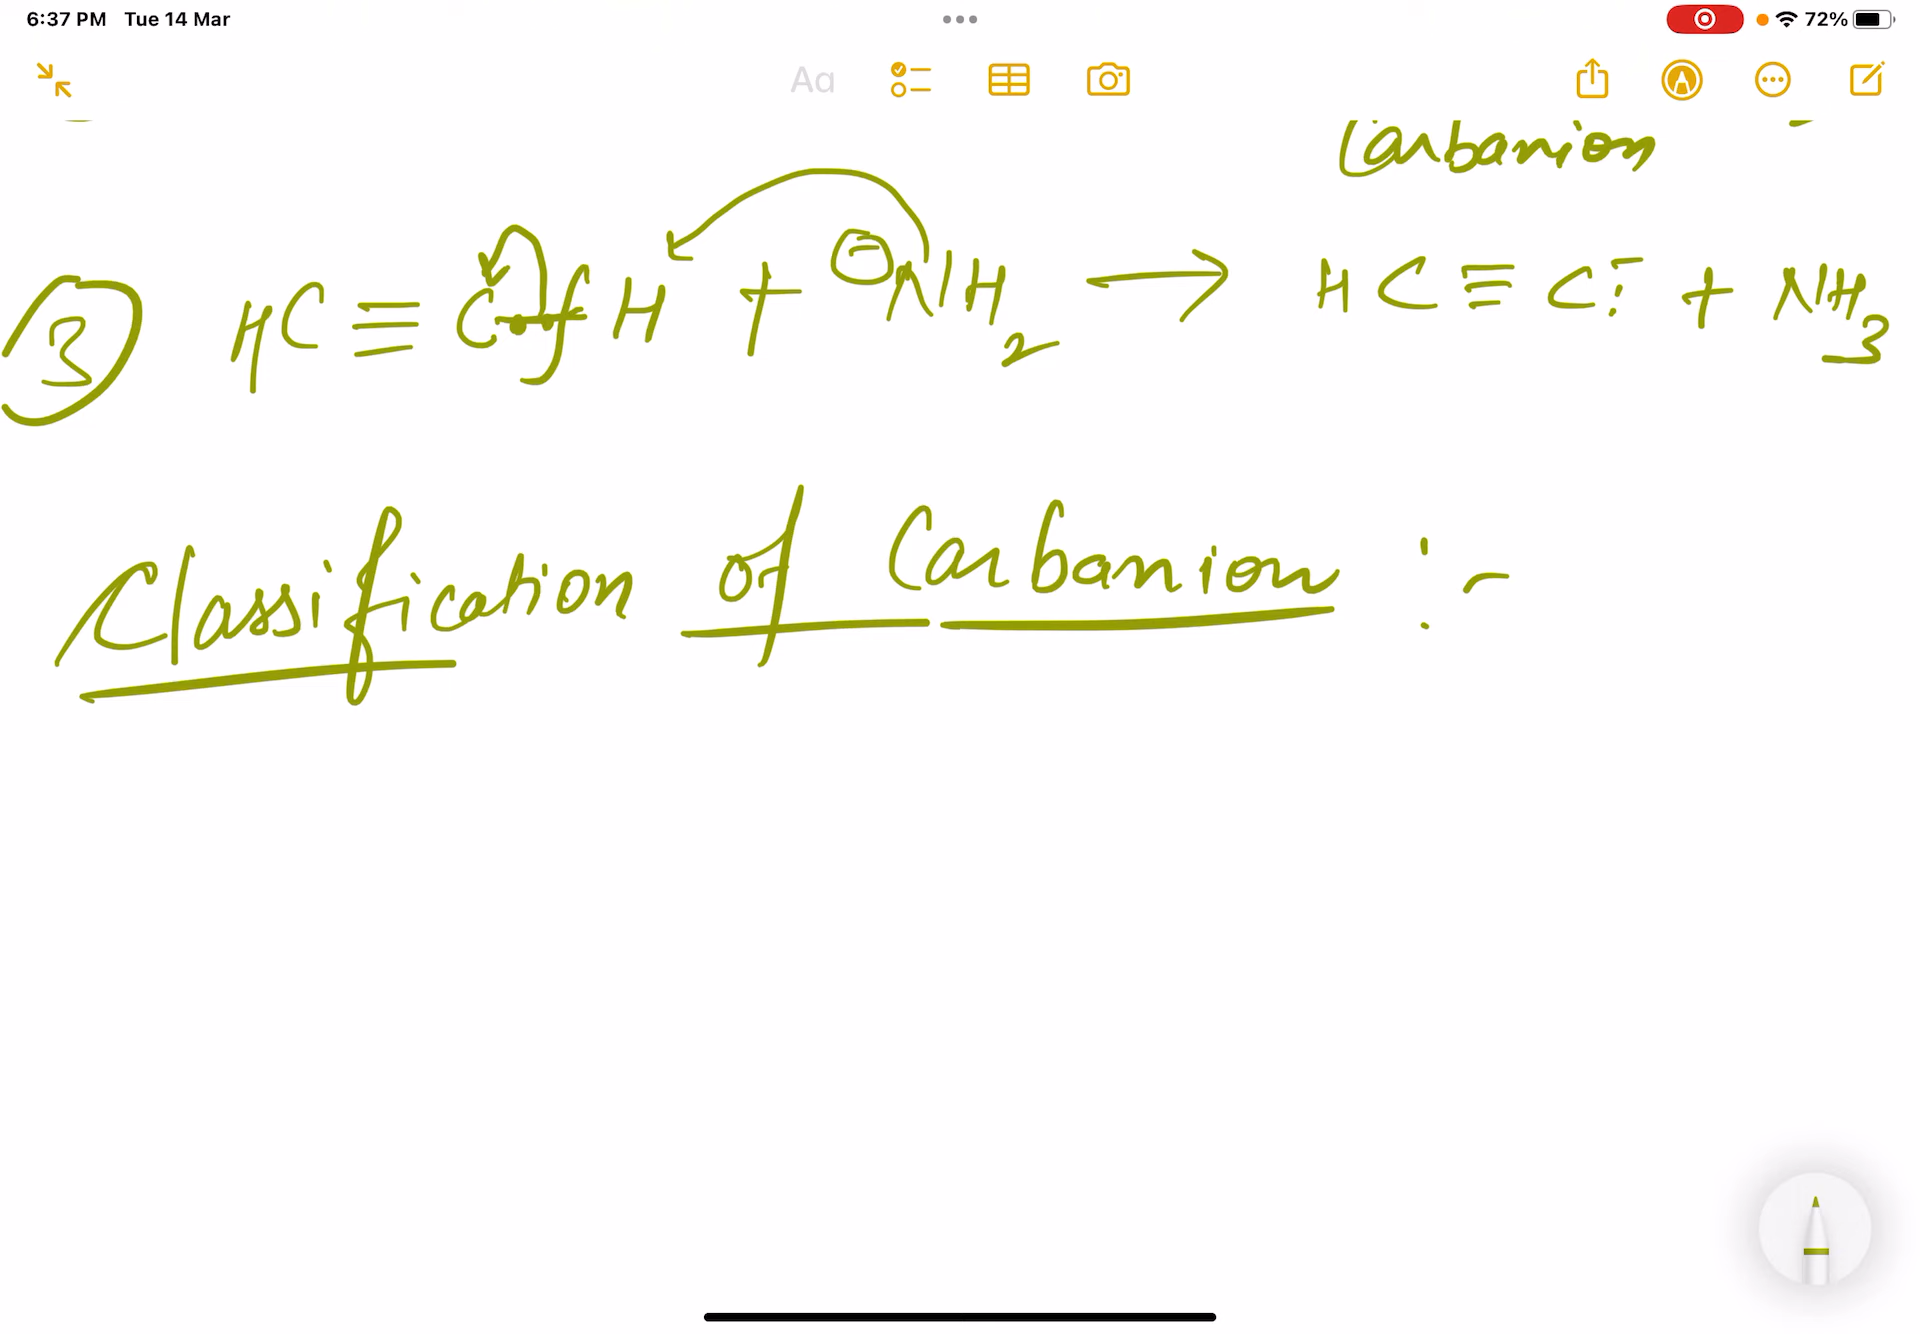 6:37 PM Tue 14 Mar 72%
Aa
Carbanion
3 HC ≡ C - H + ⊖NH2 → HC ≡ C:⁻ + NH3
Classification of Carbanion :-